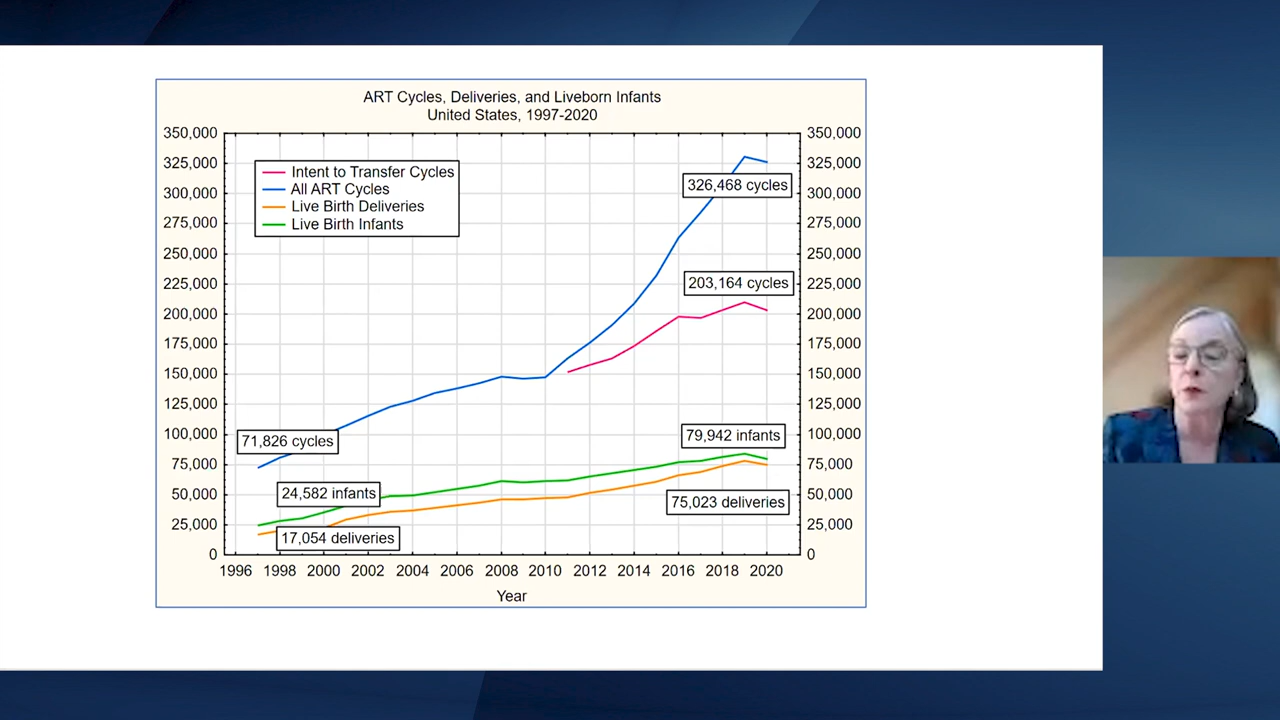 ART Cycles, Deliveries, and Liveborn Infants
United States, 1997-2020
350,000
325,000
300,000
275,000
250,000
225,000
200,000
175,000
150,000
125,000
100,000
75,000
50,000
25,000
0
Intent to Transfer Cycles
All ART Cycles
Live Birth Deliveries
Live Birth Infants
326,468 cycles
203,164 cycles
71,826 cycles
79,942 infants
24,582 infants
75,023 deliveries
17,054 deliveries
350,000
325,000
300,000
275,000
250,000
225,000
200,000
175,000
150,000
125,000
100,000
75,000
50,000
25,000
0
1996 1998 2000 2002 2004 2006 2008 2010 2012 2014 2016 2018 2020
Year